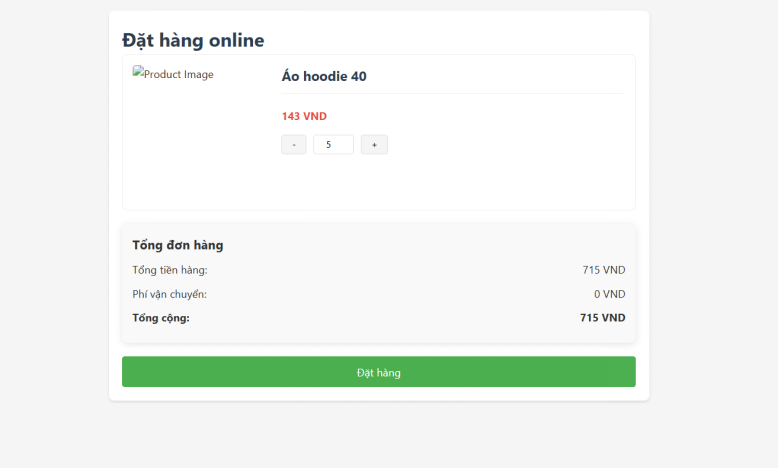 Đặt hàng online
Product Image
Áo hoodie 40
143 VND
- 5 +
Tổng đơn hàng
Tổng tiền hàng: 715 VND
Phí vận chuyển: 0 VND
Tổng cộng: 715 VND
Đặt hàng